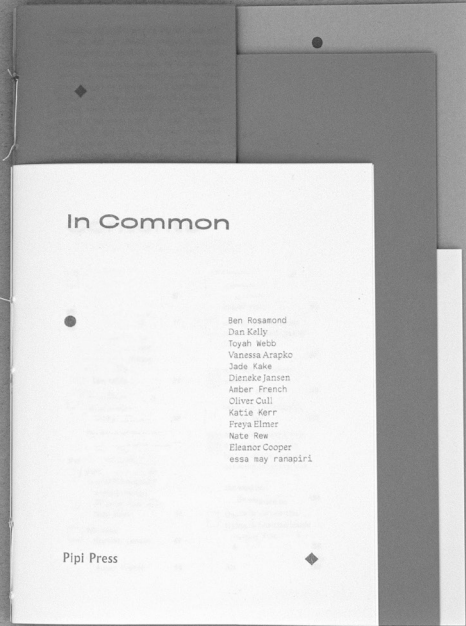 In Common
Ben Rosamond
Dan Kelly
Toyah Webb
Vanessa Arapko
Jade Kake
Dieneke Jansen
Amber French
Oliver Cull
Katie Kerr
Freya Elmer
Nate Rew
Eleanor Cooper
essa may ranapiri
Pipi Press